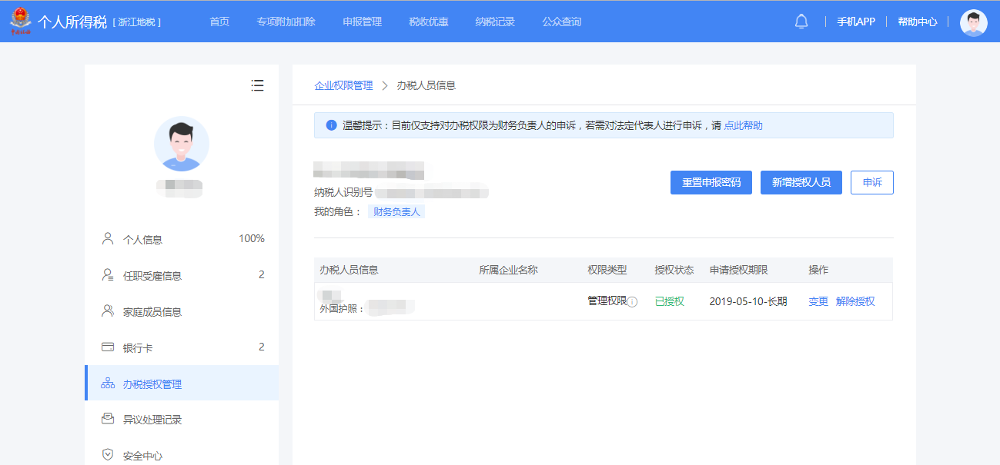 个人所得税 [ 浙江地税 ] 首页 专项附加扣除 申报管理 税收优惠 纳税记录 公众查询 手机APP 帮助中心
企业权限管理 > 办税人员信息
温馨提示：目前仅支持对办税权限为财务负责人的申诉，若需对法定代表人进行申诉，请 点此帮助
纳税人识别号
我的角色： 财务负责人
重置申报密码 新增授权人员 申诉
个人信息 100%
任职受雇信息 2
家庭成员信息
银行卡 2
办税授权管理
异议处理记录
安全中心
办税人员信息 所属企业名称 权限类型 授权状态 申请授权期限 操作
外国护照： 管理权限 已授权 2019-05-10-长期 变更 解除授权